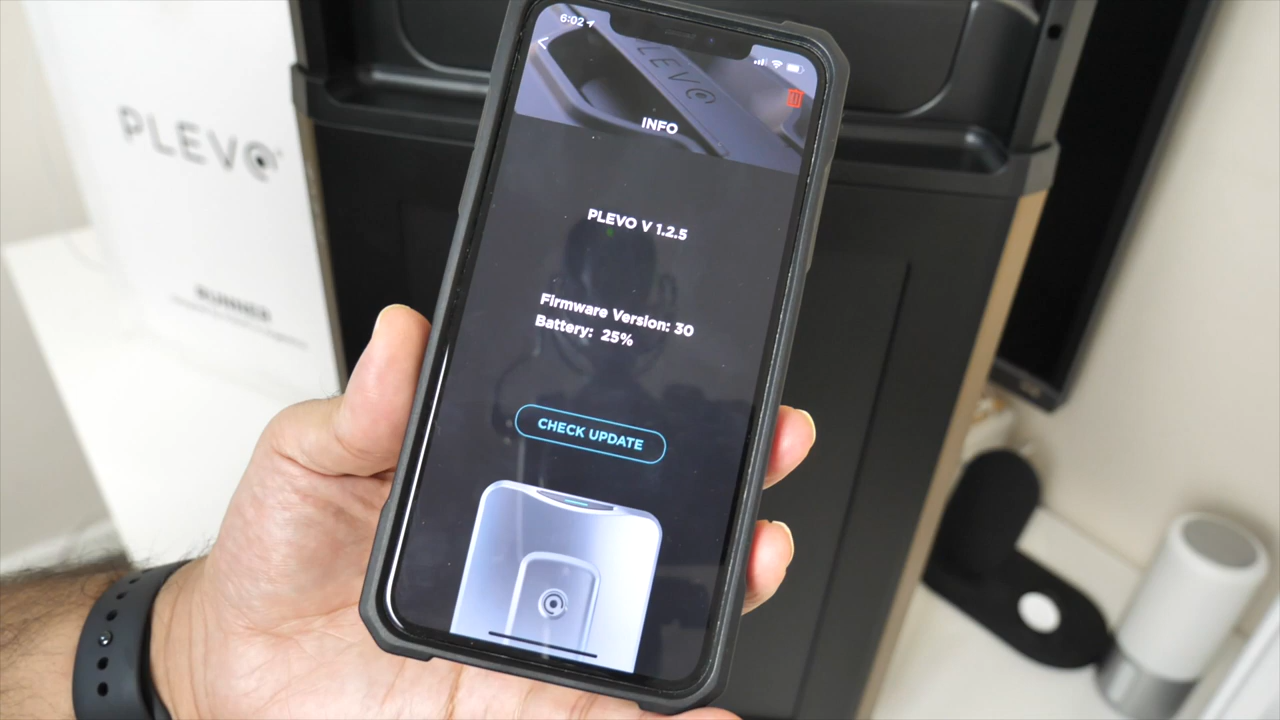 6:02
PLEVO
INFO
PLEVO V 1.2.5
Firmware Version: 30
Battery: 25%
CHECK UPDATE
PLEVO
RUNNER